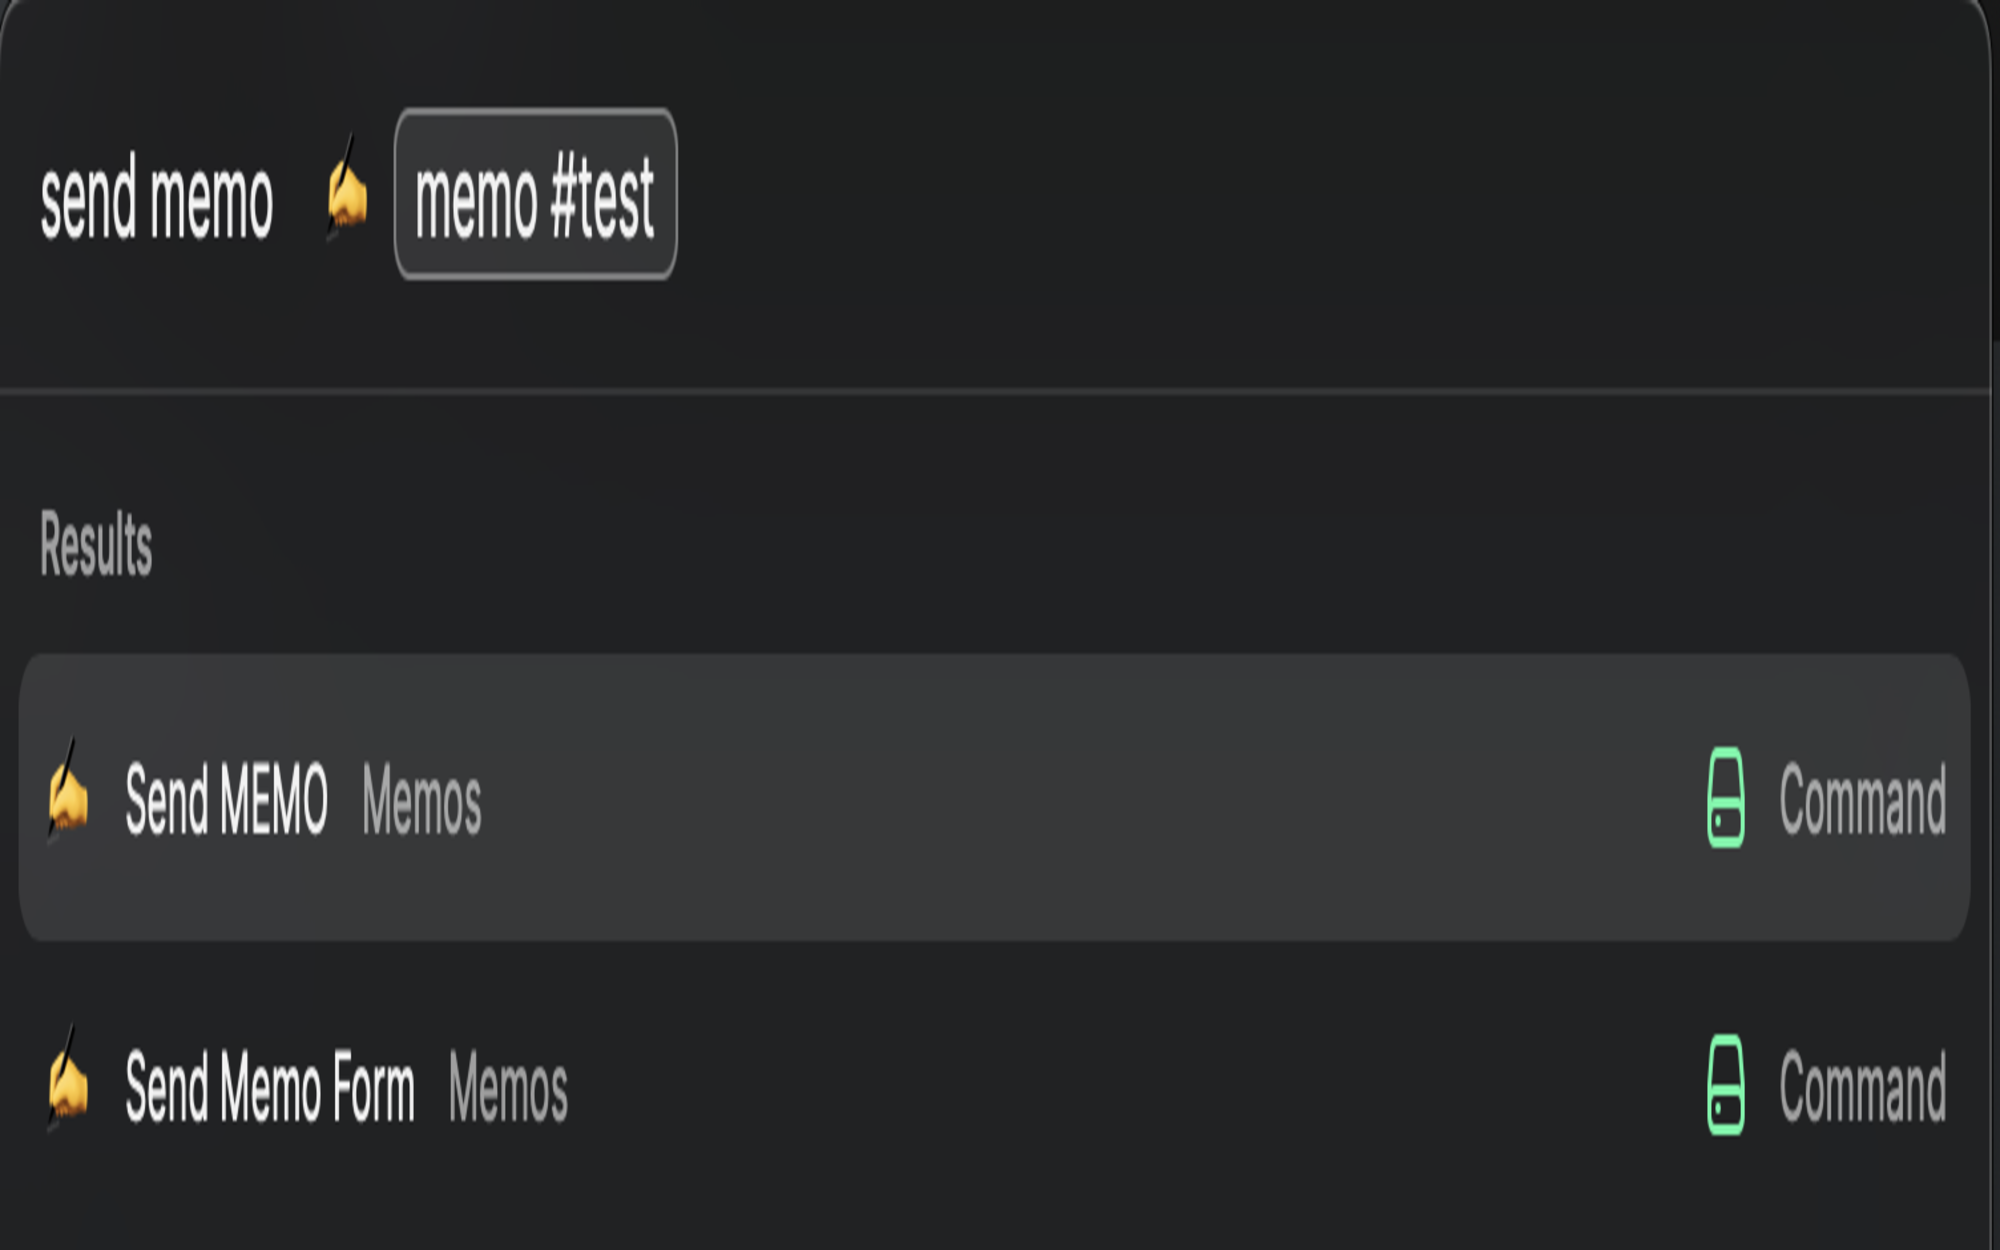 send memo ✍️ memo #test
Results
✍️ Send MEMO Memos Command
✍️ Send Memo Form Memos Command